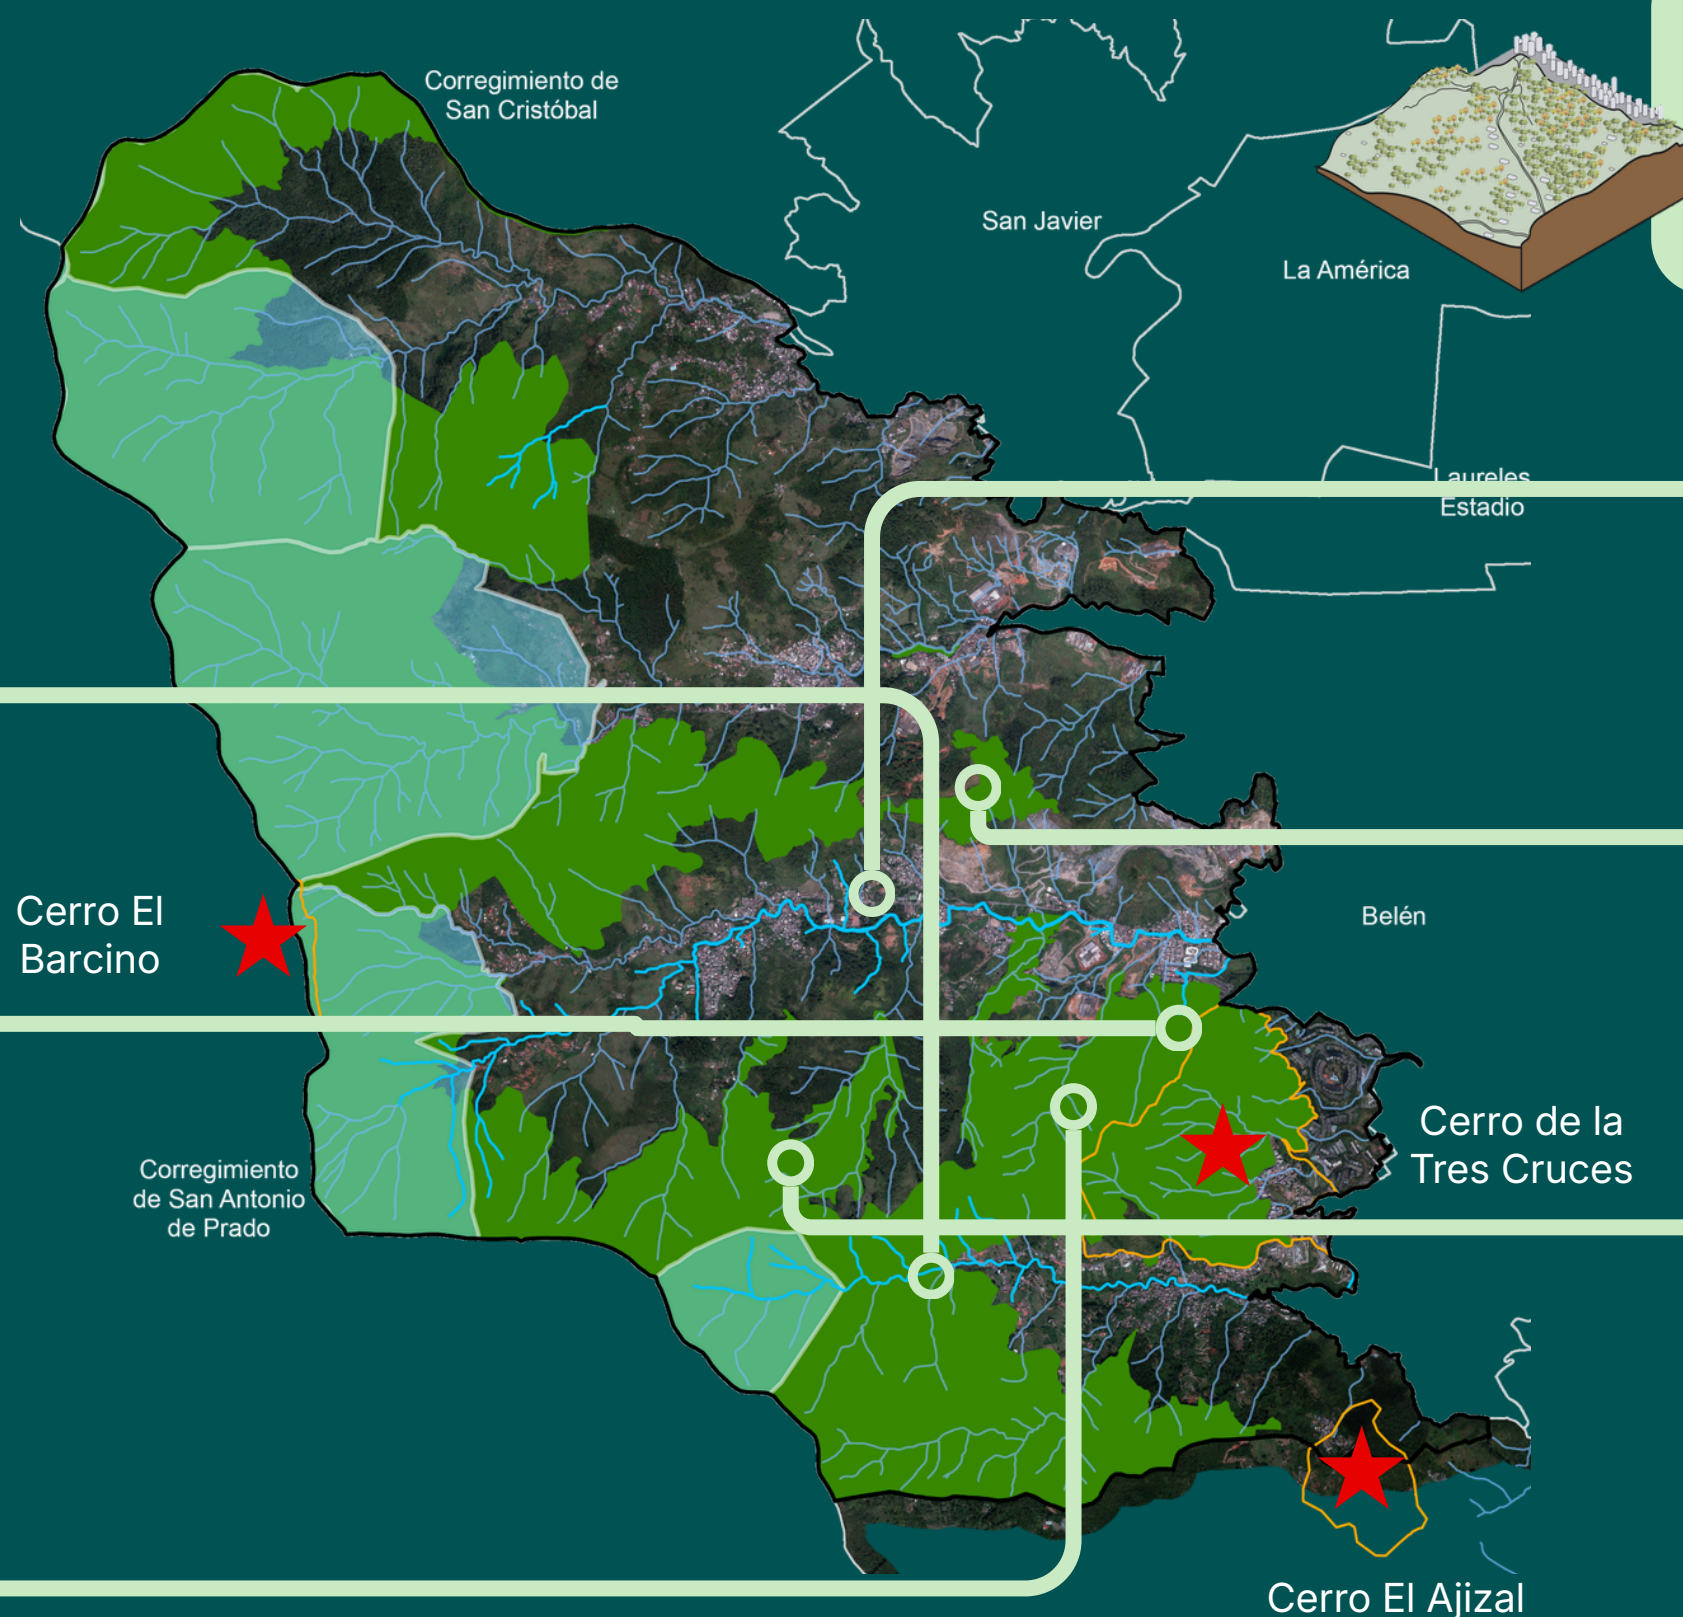 Corregimiento de
San Cristóbal
San Javier
La América
Laureles
Estadio
Cerro El
Barcino
Belén
Cerro de la
Tres Cruces
Corregimiento
de San Antonio
de Prado
Cerro El Ajizal